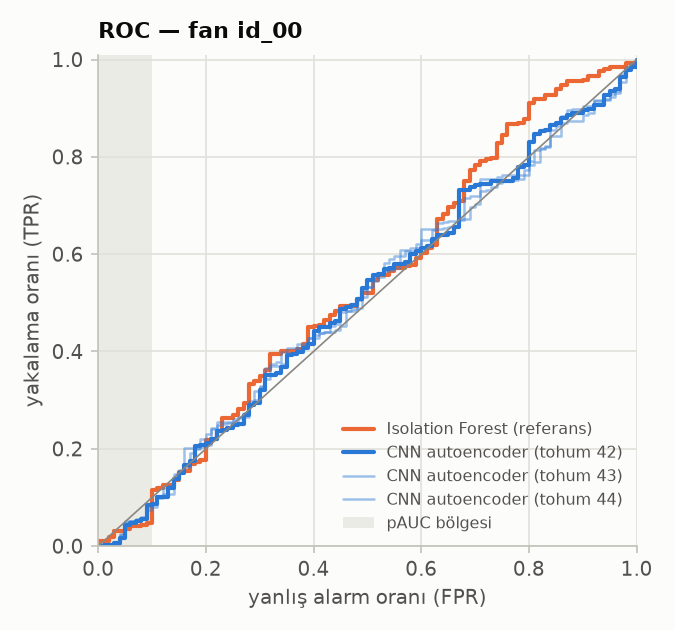 ROC — fan id_00
1.0
0.8
0.6
0.4
0.2
0.0
yakalama oranı (TPR)
Isolation Forest (referans)
CNN autoencoder (tohum 42)
CNN autoencoder (tohum 43)
CNN autoencoder (tohum 44)
pAUC bölgesi
0.0 0.2 0.4 0.6 0.8 1.0
yanlış alarm oranı (FPR)